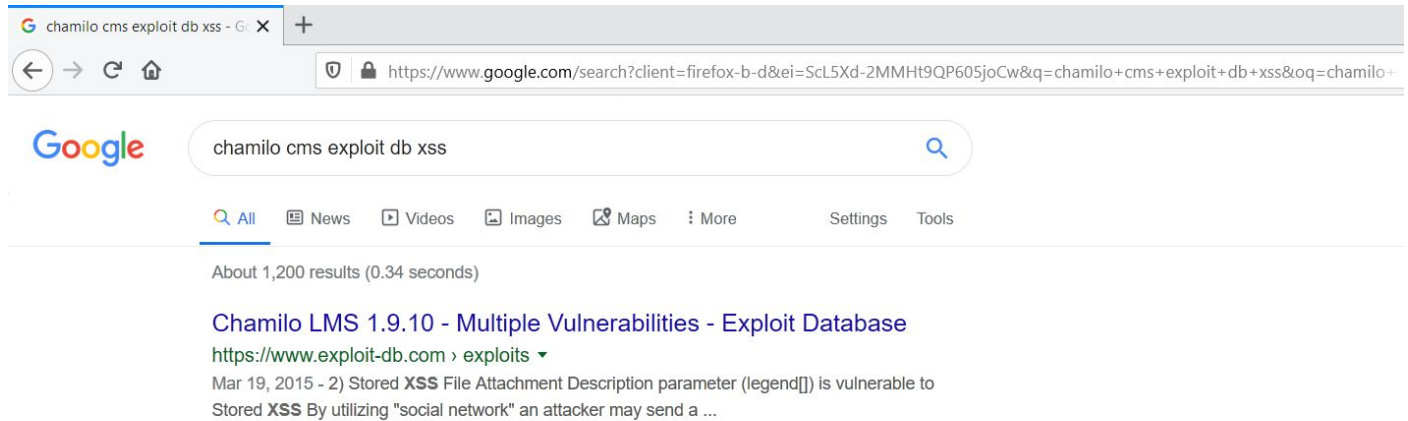 chamilo cms exploit db xss - G
https://www.google.com/search?client=firefox-b-d&ei=ScL5Xd-2MMHt9QP605joCw&q=chamilo+cms+exploit+db+xss&oq=chamilo+
Google
chamilo cms exploit db xss
All News Videos Images Maps More Settings Tools
About 1,200 results (0.34 seconds)
Chamilo LMS 1.9.10 - Multiple Vulnerabilities - Exploit Database
https://www.exploit-db.com › exploits
Mar 19, 2015 - 2) Stored XSS File Attachment Description parameter (legend[]) is vulnerable to
Stored XSS By utilizing "social network" an attacker may send a ...